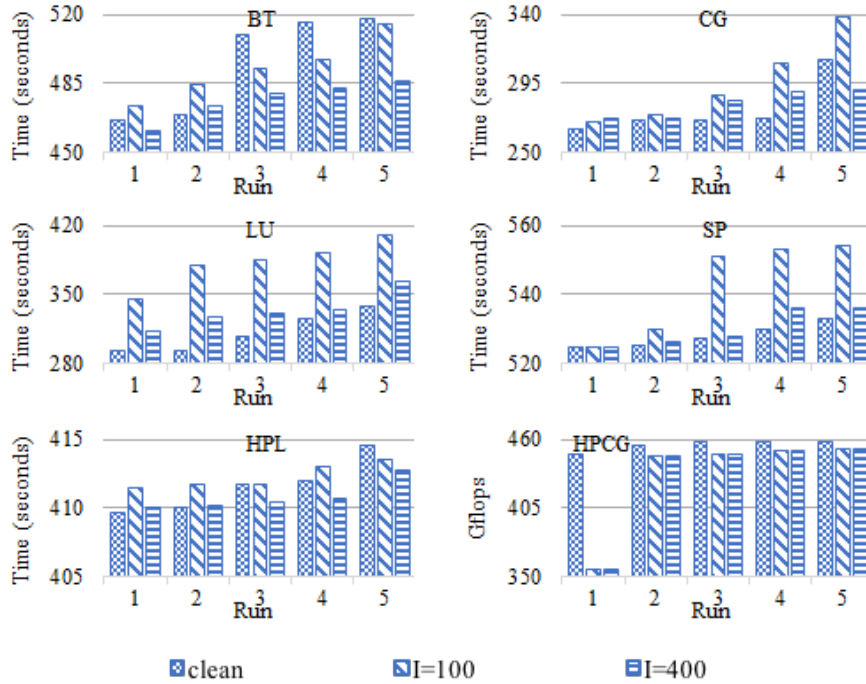 BT
Time (seconds)
520
485
450
1 2 3 4 5
Run
CG
Time (seconds)
340
295
250
1 2 3 4 5
Run
LU
Time (seconds)
420
350
280
1 2 3 4 5
Run
SP
Time (seconds)
560
540
520
1 2 3 4 5
Run
HPL
Time (seconds)
415
410
405
1 2 3 4 5
Run
HPCG
Gflops
460
405
350
1 2 3 4 5
Run
clean I=100 I=400